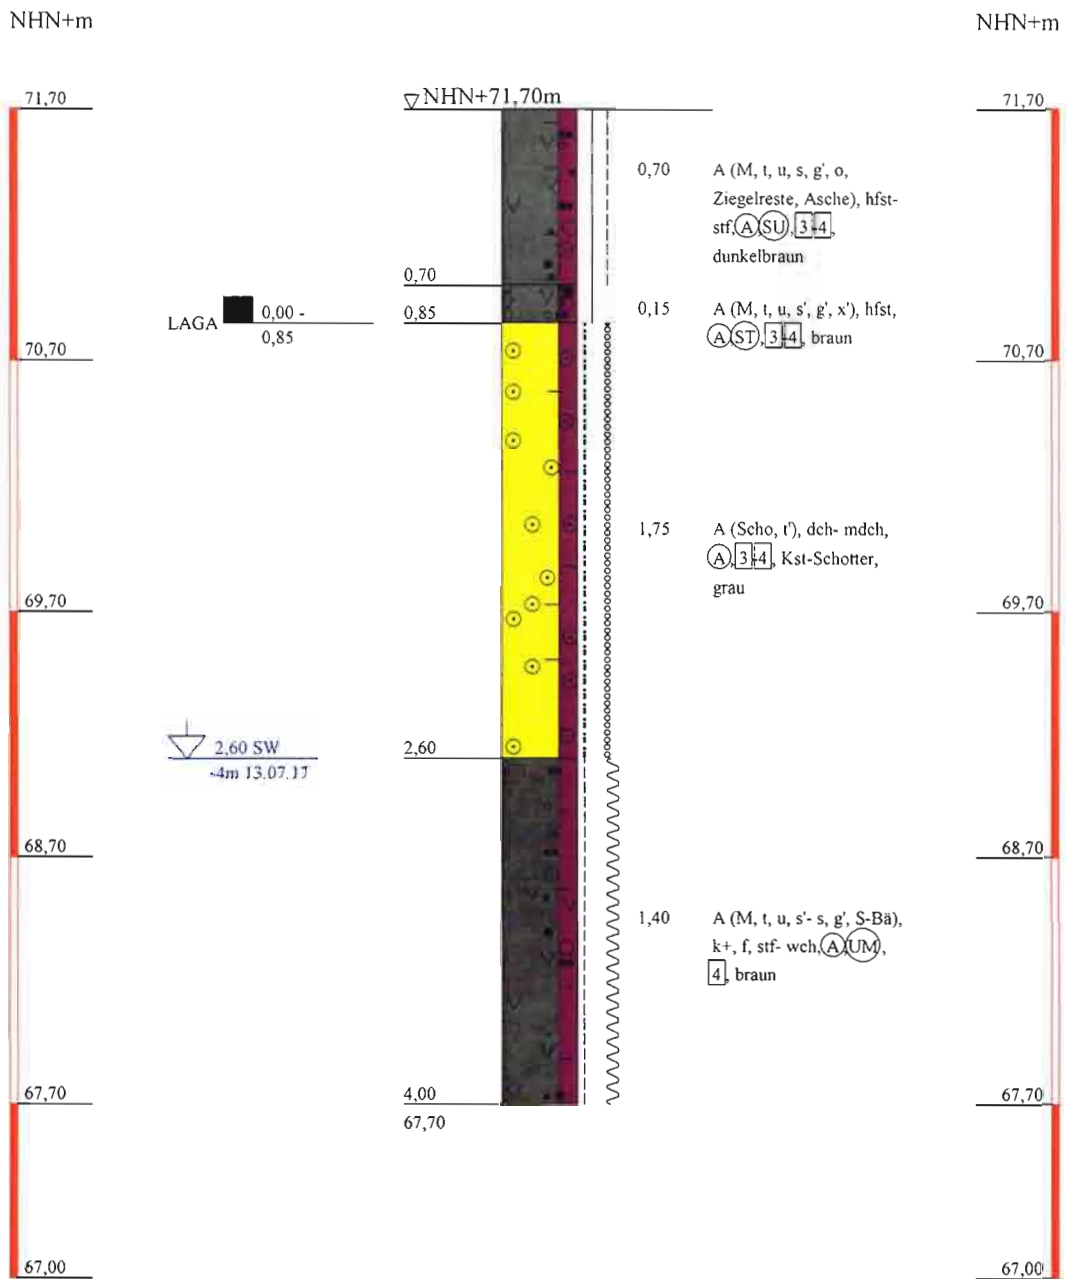 NHN+m
NHN+m
71,70
NHN+71,70m
71,70
0,70
A (M, t, u, s, g', o,
Ziegelreste, Asche), hfst-
stf, A, SU, 3-4,
dunkelbraun
0,70
LAGA
0,00 -
0,85
0,85
0,15
A (M, t, u, s', g', x'), hfst,
A, ST, 3-4, braun
70,70
70,70
1,75
A (Scho, t'), dch- mdch,
A, 3-4, Kst-Schotter,
grau
69,70
69,70
2,60 SW
-4m 13.07.17
2,60
68,70
68,70
1,40
A (M, t, u, s'- s, g', S-Bä),
k+, f, stf- wch, A, UM,
4, braun
67,70
4,00
67,70
67,70
67,00
67,00